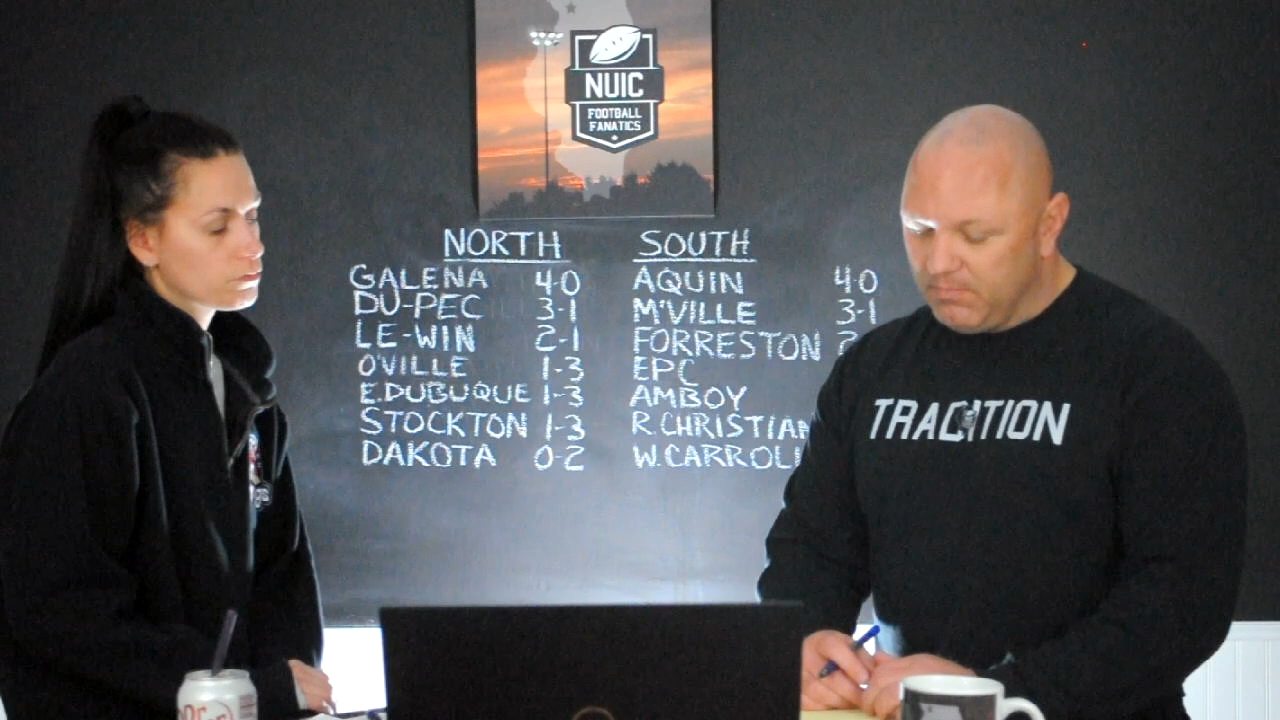 NUIC
FOOTBALL
FANATICS
NORTH SOUTH
GALENA 4-0 AQUIN 4-0
DU-PEC 3-1 M'VILLE 3-1
LE-WIN 2-1 FORRESTON
O'VILLE 1-3 EPC
E.DUBUQUE 1-3 AMBOY
STOCKTON 1-3 R.CHRISTIAN
DAKOTA 0-2 W.CARROLL
TRADITION